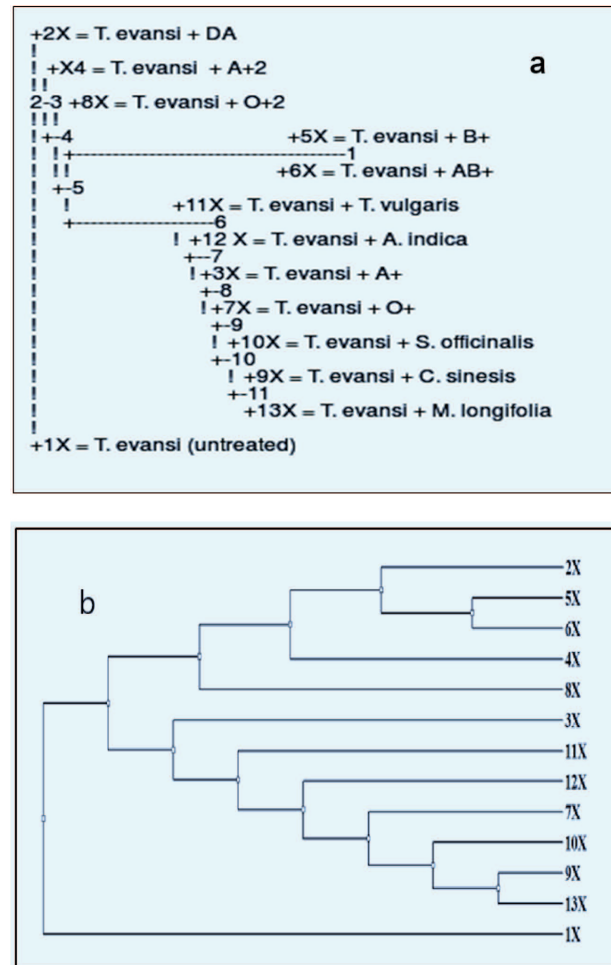 +2X = T. evansi + DA
a
+X4 = T. evansi + A+2
2-3 +8X = T. evansi + O+2
+-4
+5X = T. evansi + B+
1
+6X = T. evansi + AB+
+-5
+11X = T. evansi + T. vulgaris
6
+12 X = T. evansi + A. indica
+--7
+3X = T. evansi + A+
+-8
+7X = T. evansi + O+
+-9
+10X = T. evansi + S. officinalis
+-10
+9X = T. evansi + C. sinesis
+-11
+13X = T. evansi + M. longifolia
+1X = T. evansi (untreated)
b
2X
5X
6X
4X
8X
3X
11X
12X
7X
10X
9X
13X
1X